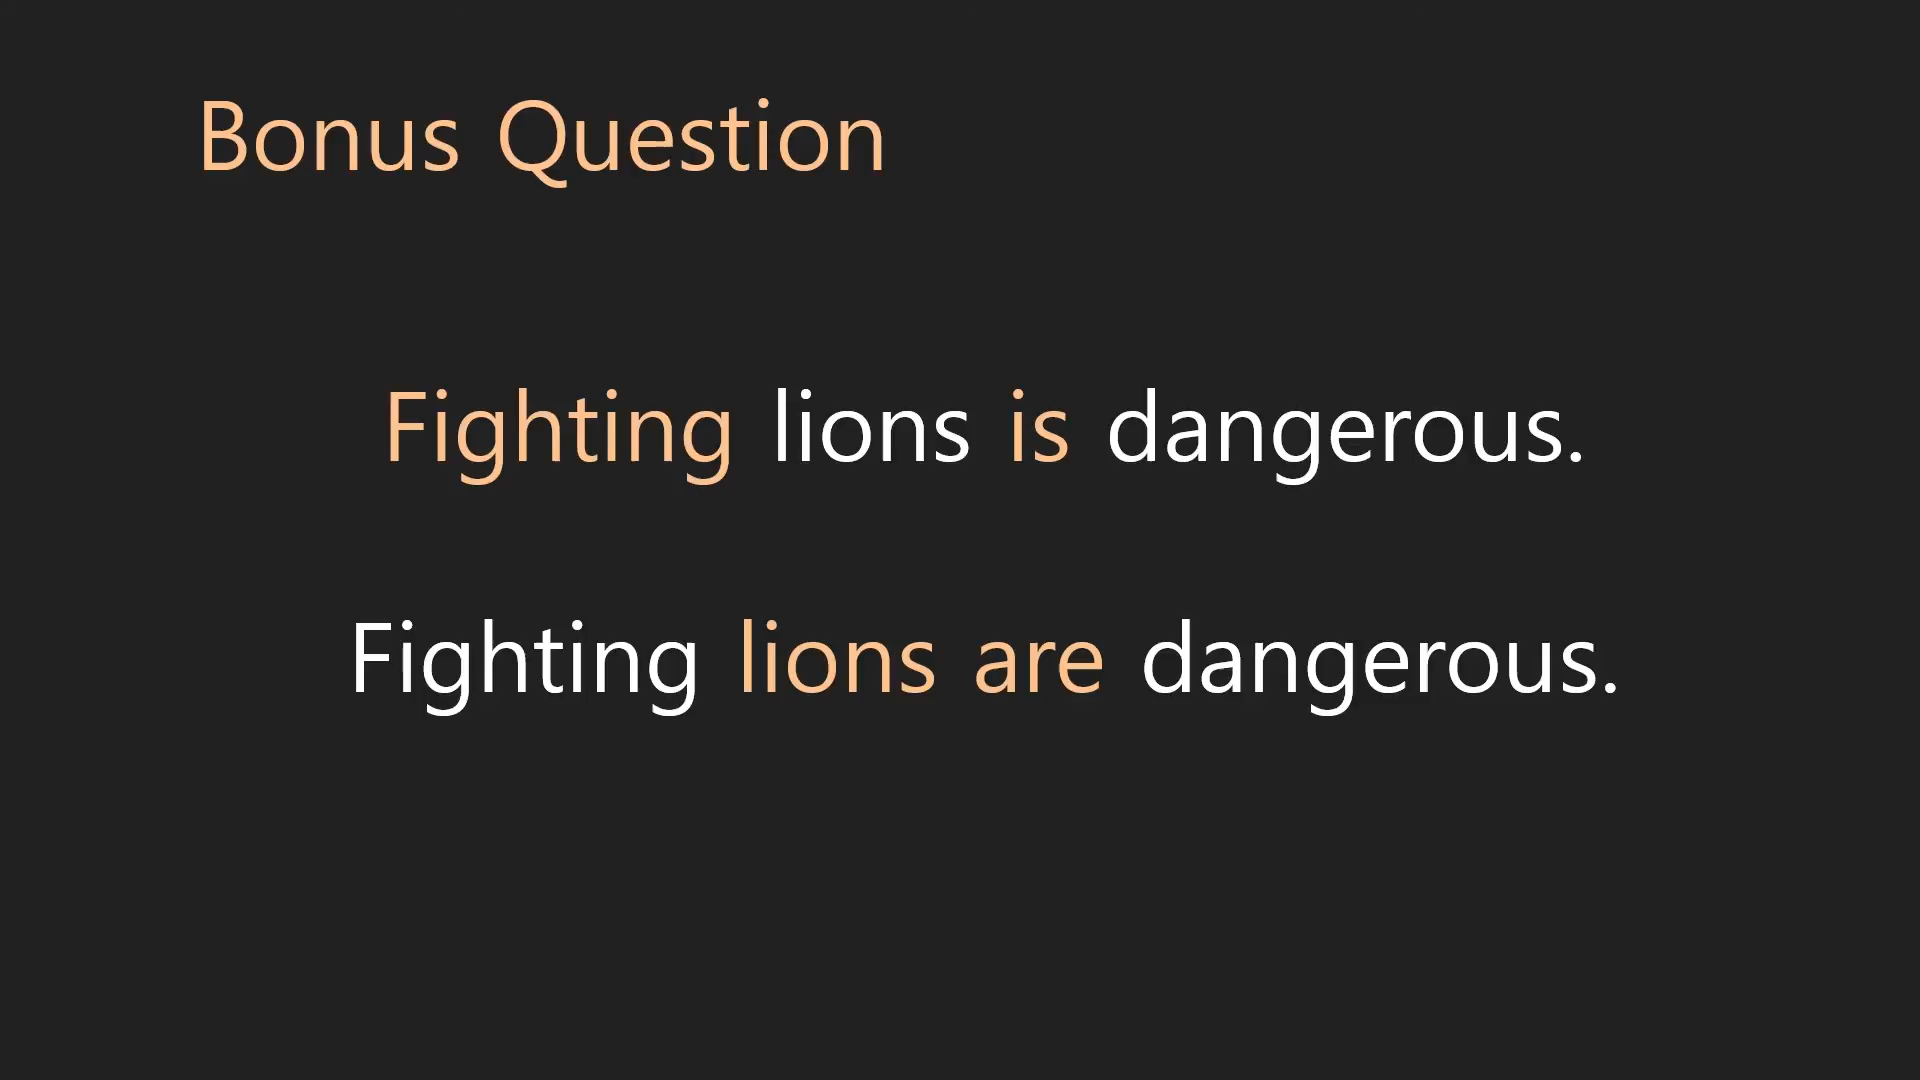 Bonus Question
Fighting lions is dangerous.
Fighting lions are dangerous.